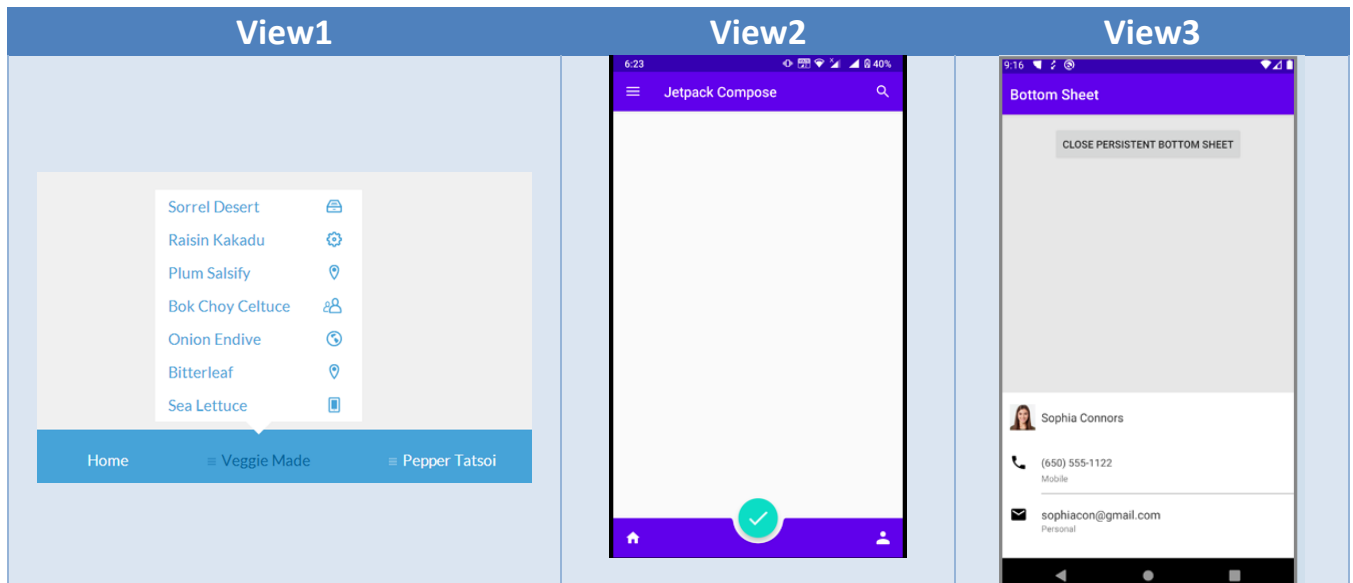 View1
View2
View3
Sorrel Desert
Raisin Kakadu
Plum Salsify
Bok Choy Celtuce
Onion Endive
Bitterleaf
Sea Lettuce
Home
Veggie Made
Pepper Tatsoi
6:23
40%
Jetpack Compose
9:16
Bottom Sheet
CLOSE PERSISTENT BOTTOM SHEET
Sophia Connors
(650) 555-1122
Mobile
sophiacon@gmail.com
Personal